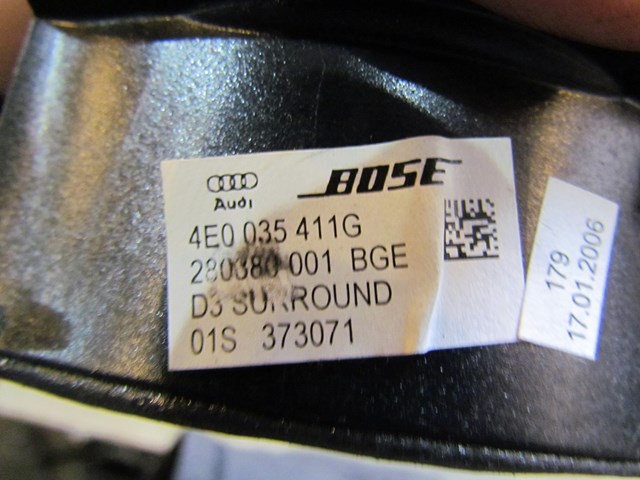 Audi
BOSE
4E0 035 411G
280380 001 BGE
D3 SURROUND
01S 373071
179
17.01.2006